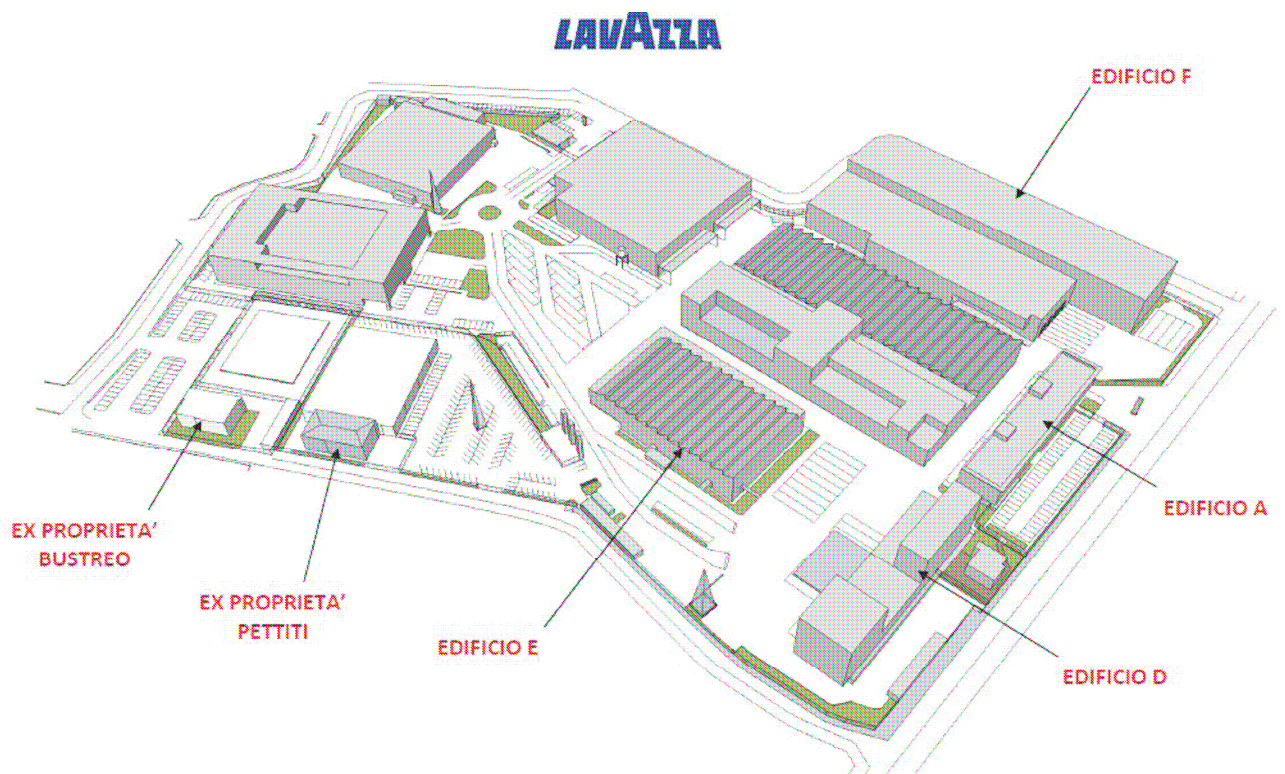 LAVAZZA
EDIFICIO F
EDIFICIO A
EX PROPRIETA'
BUSTREO
EX PROPRIETA'
PETTITI
EDIFICIO E
EDIFICIO D